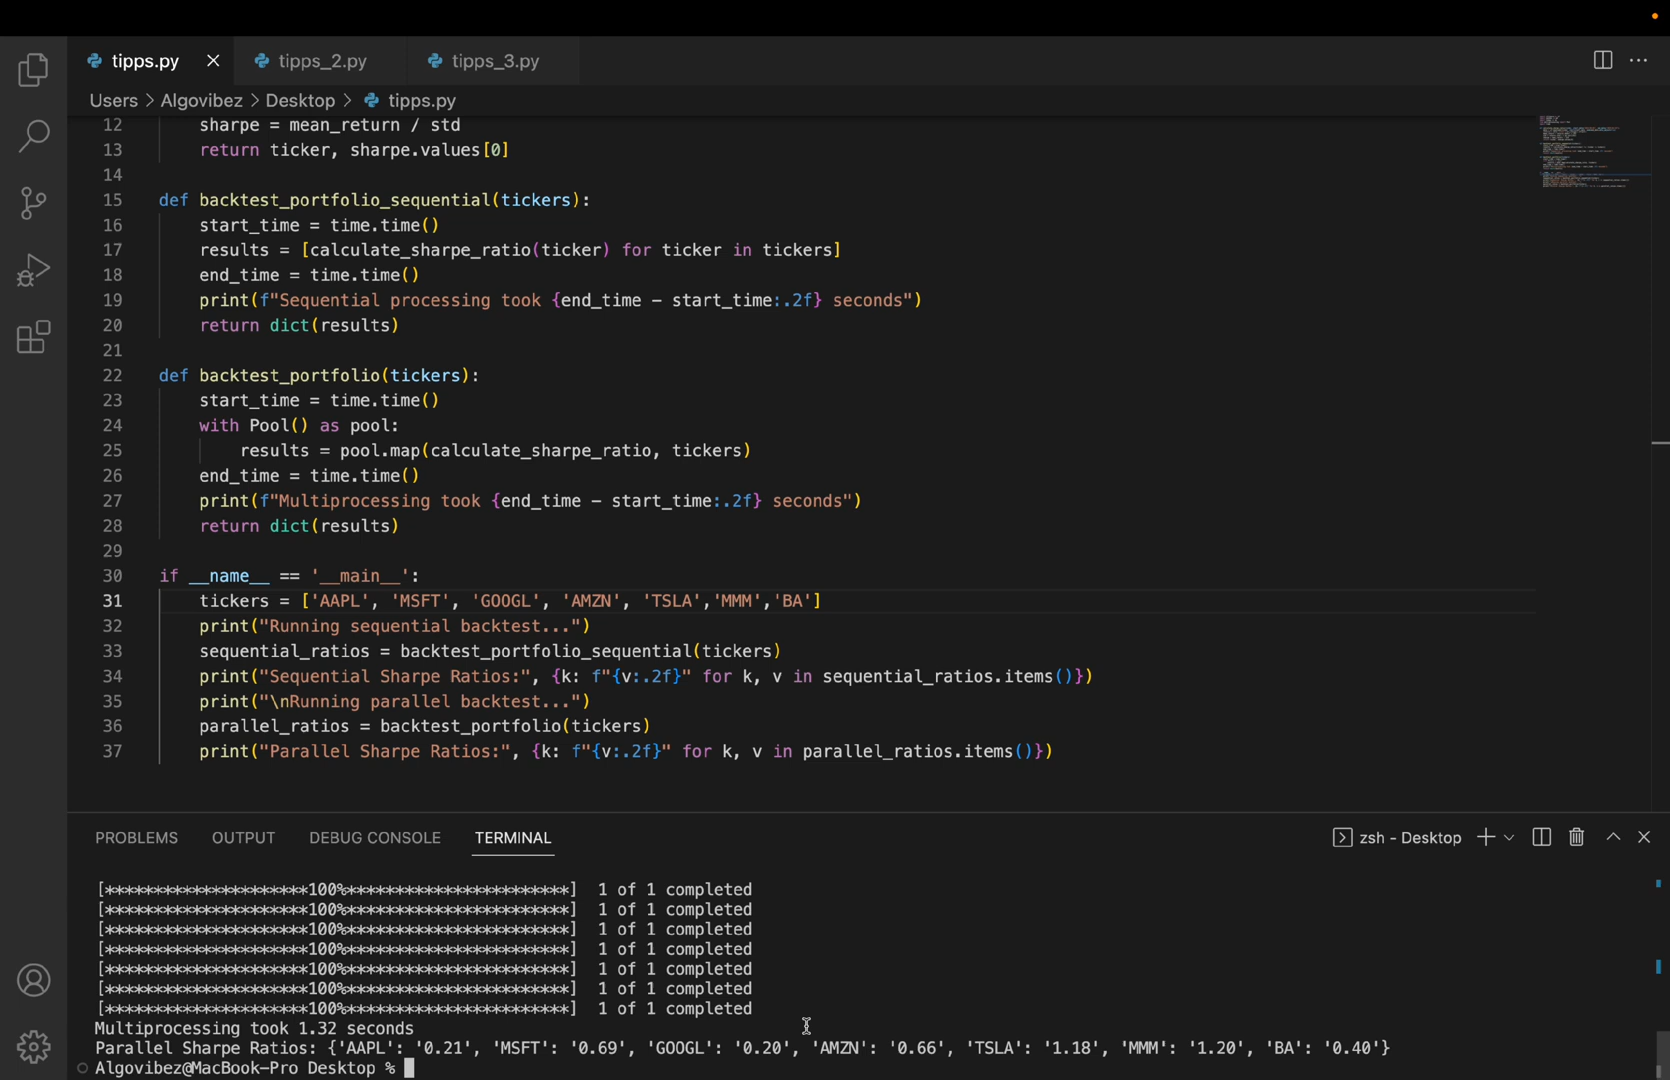 tipps.py
tipps_2.py
tipps_3.py
Users > Algovibez > Desktop > tipps.py
12 sharpe = mean_return / std
13 return ticker, sharpe.values[0]
14
15 def backtest_portfolio_sequential(tickers):
16 start_time = time.time()
17 results = [calculate_sharpe_ratio(ticker) for ticker in tickers]
18 end_time = time.time()
19 print(f"Sequential processing took {end_time - start_time:.2f} seconds")
20 return dict(results)
21
22 def backtest_portfolio(tickers):
23 start_time = time.time()
24 with Pool() as pool:
25 results = pool.map(calculate_sharpe_ratio, tickers)
26 end_time = time.time()
27 print(f"Multiprocessing took {end_time - start_time:.2f} seconds")
28 return dict(results)
29
30 if __name__ == '__main__':
31 tickers = ['AAPL', 'MSFT', 'GOOGL', 'AMZN', 'TSLA','MMM','BA']
32 print("Running sequential backtest...")
33 sequential_ratios = backtest_portfolio_sequential(tickers)
34 print("Sequential Sharpe Ratios:", {k: f"{v:.2f}" for k, v in sequential_ratios.items()})
35 print("\nRunning parallel backtest...")
36 parallel_ratios = backtest_portfolio(tickers)
37 print("Parallel Sharpe Ratios:", {k: f"{v:.2f}" for k, v in parallel_ratios.items()})
PROBLEMS OUTPUT DEBUG CONSOLE TERMINAL zsh - Desktop
[*********************100%***********************] 1 of 1 completed
[*********************100%***********************] 1 of 1 completed
[*********************100%***********************] 1 of 1 completed
[*********************100%***********************] 1 of 1 completed
[*********************100%***********************] 1 of 1 completed
[*********************100%***********************] 1 of 1 completed
[*********************100%***********************] 1 of 1 completed
Multiprocessing took 1.32 seconds
Parallel Sharpe Ratios: {'AAPL': '0.21', 'MSFT': '0.69', 'GOOGL': '0.20', 'AMZN': '0.66', 'TSLA': '1.18', 'MMM': '1.20', 'BA': '0.40'}
Algovibez@MacBook-Pro Desktop %